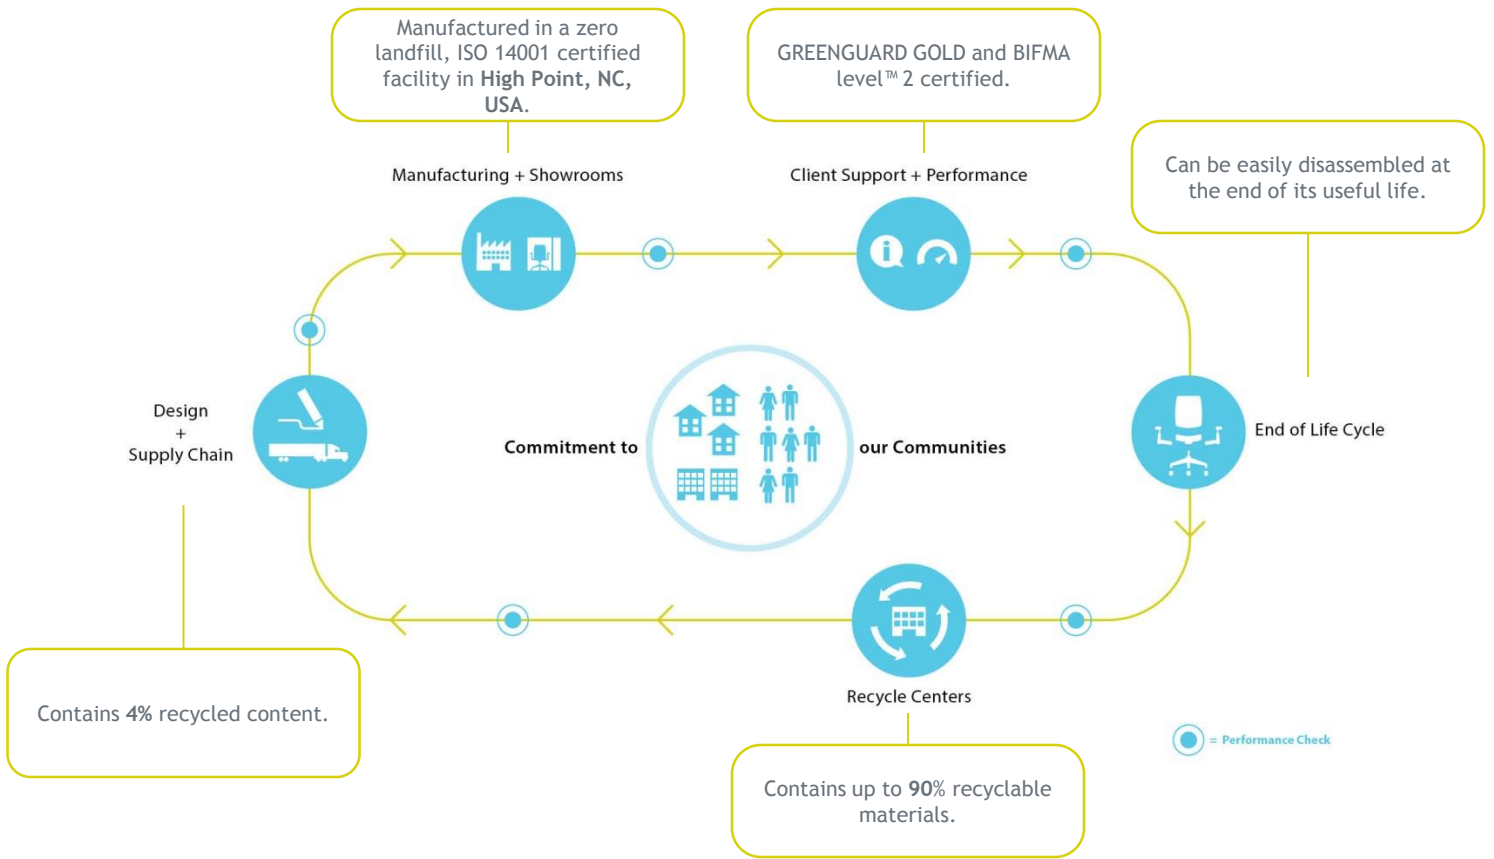 Manufactured in a zero
landfill, ISO 14001 certified
facility in High Point, NC,
USA.
GREENGUARD GOLD and BIFMA
level™ 2 certified.
Can be easily disassembled at
the end of its useful life.
Manufacturing + Showrooms
Client Support + Performance
Design
+
Supply Chain
Commitment to
our Communities
End of Life Cycle
Recycle Centers
Contains 4% recycled content.
= Performance Check
Contains up to 90% recyclable
materials.